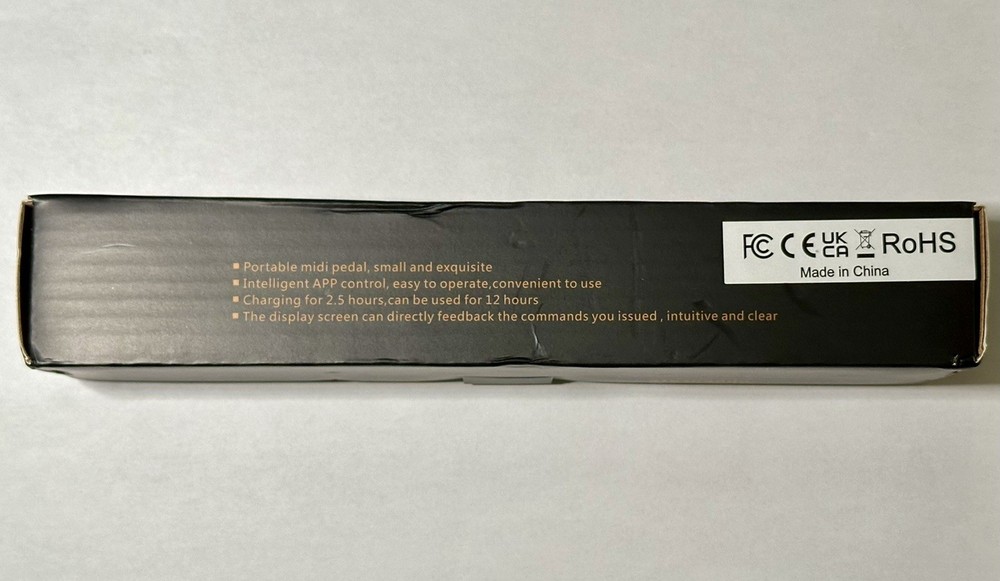 ▪ Portable midi pedal, small and exquisite
▪ Intelligent APP control, easy to operate,convenient to use
▪ Charging for 2.5 hours,can be used for 12 hours
▪ The display screen can directly feedback the commands you issued , intuitive and clear
FC CE UK CA RoHS
Made in China